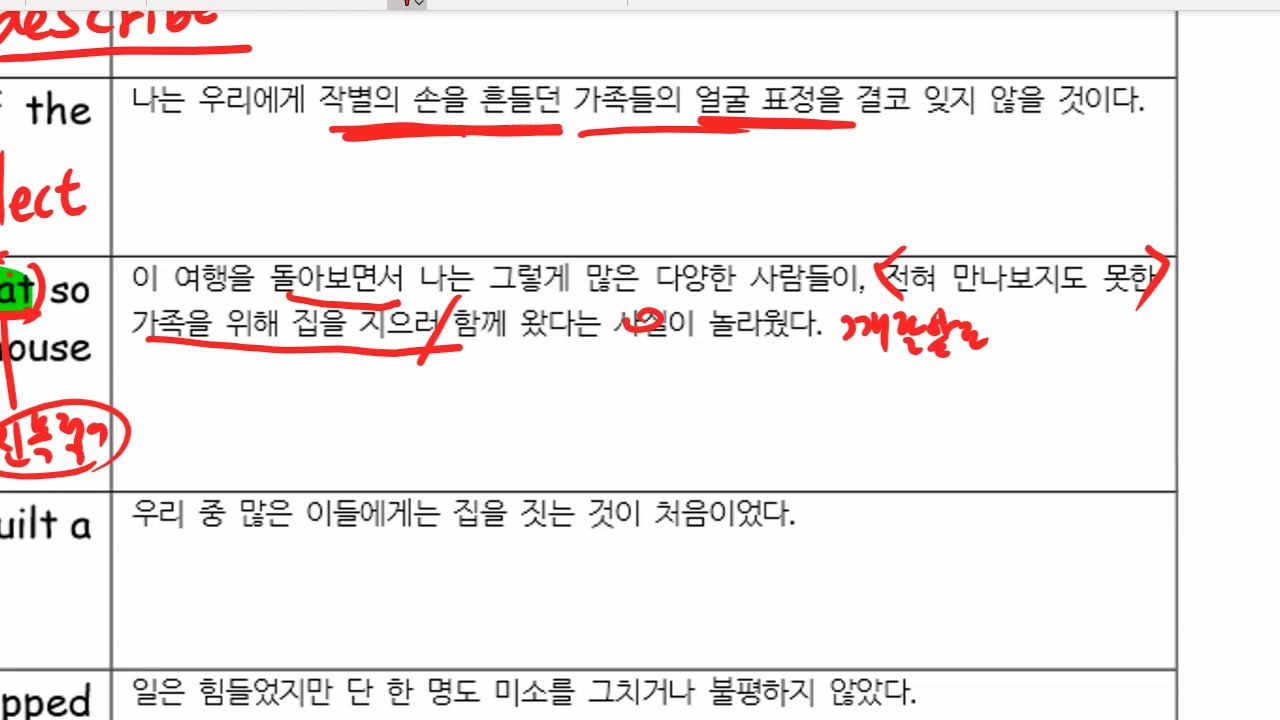 describe
the
나는 우리에게 작별의 손을 흔들던 가족들의 얼굴 표정을 결코 잊지 않을 것이다.
lect
at) so
이 여행을 돌아보면서 나는 그렇게 많은 다양한 사람들이, <전혀 만나보지도 못한>
가족을 위해 집을 지으러 / 함께 왔다는 사실이 놀라웠다.
ouse
uilt a
우리 중 많은 이들에게는 집을 짓는 것이 처음이었다.
pped
일은 힘들었지만 단 한 명도 미소를 그치거나 불평하지 않았다.